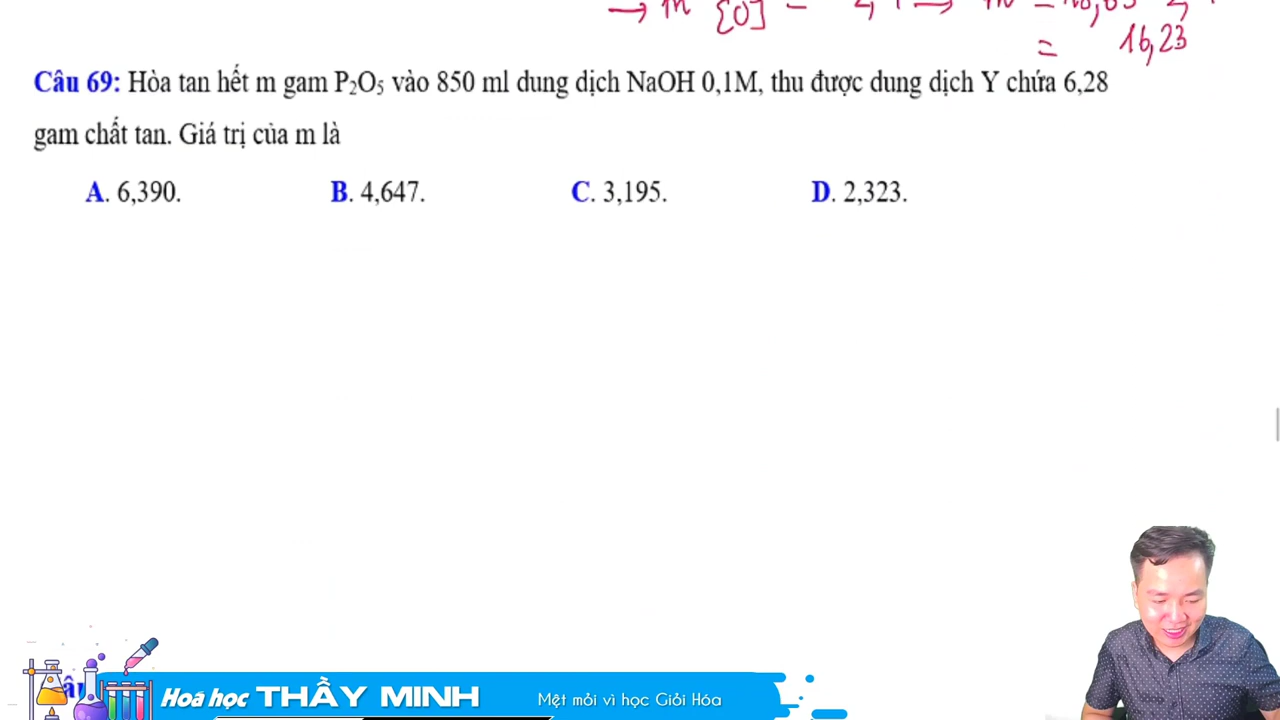 = 16,23
Câu 69: Hòa tan hết m gam P₂O₅ vào 850 ml dung dịch NaOH 0,1M, thu được dung dịch Y chứa 6,28
gam chất tan. Giá trị của m là
A. 6,390. B. 4,647. C. 3,195. D. 2,323.
Hoá học THẦY MINH Mệt mỏi vì học Giỏi Hóa